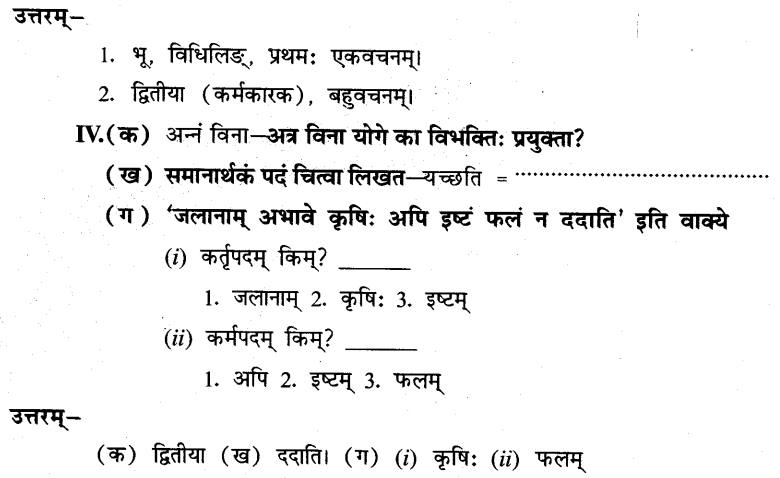 उत्तरम्–
1. भू, विधिलिङ्, प्रथमः एकवचनम्।
2. द्वितीया (कर्मकारक), बहुवचनम्।
IV.(क) अन्नं विना—अत्र विना योगे का विभक्तिः प्रयुक्ता?
(ख) समानार्थकं पदं चित्वा लिखत—यच्छति = ......................................
(ग) ‘जलानाम् अभावे कृषिः अपि इष्टं फलं न ददाति’ इति वाक्ये
(i) कर्तृपदम् किम्? ______
1. जलानाम् 2. कृषिः 3. इष्टम्
(ii) कर्मपदम् किम्? ______
1. अपि 2. इष्टम् 3. फलम्
उत्तरम्–
(क) द्वितीया (ख) ददाति। (ग) (i) कृषिः (ii) फलम्